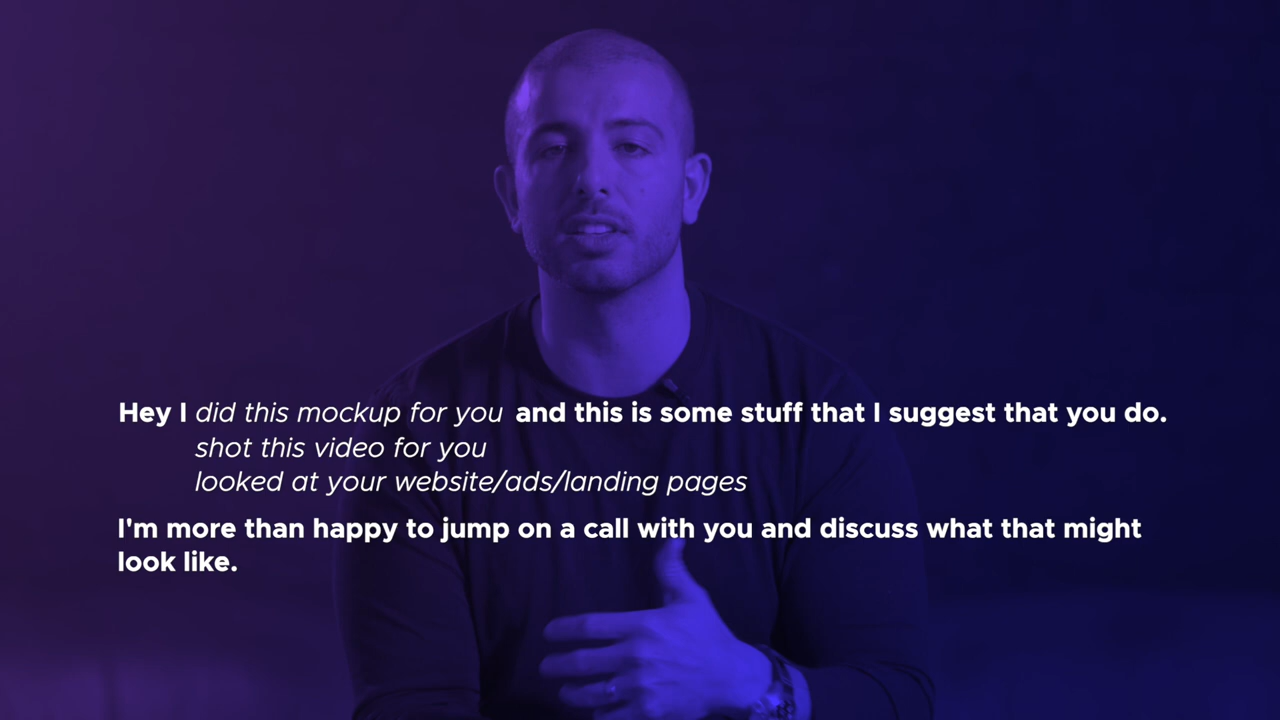 Hey I did this mockup for you and this is some stuff that I suggest that you do.
shot this video for you
looked at your website/ads/landing pages
I'm more than happy to jump on a call with you and discuss what that might
look like.